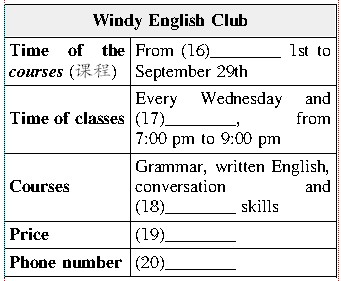 Windy English Club
Time of the
courses (课程)
From (16)________ 1st to
September 29th
Time of classes
Every Wednesday and
(17)________, from
7:00 pm to 9:00 pm
Courses
Grammar, written English,
conversation and
(18)________ skills
Price
(19)________
Phone number
(20)________